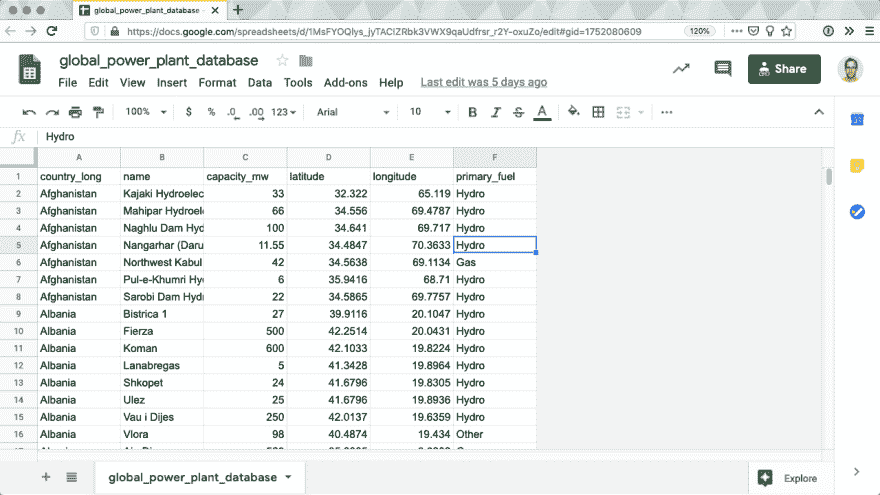 global_power_plant_database
https://docs.google.com/spreadsheets/d/1MsFYOQlys_jyTAClZRbk3VWX9qaUdfrsr_r2Y-oxuZo/edit#gid=1752080609 120%
global_power_plant_database
File Edit View Insert Format Data Tools Add-ons Help Last edit was 5 days ago
Share
100% $ % .0 .00 123 Arial 10 B I S A
fx Hydro
A B C D E F
1 country_long name capacity_mw latitude longitude primary_fuel
2 Afghanistan Kajaki Hydroelec 33 32.322 65.119 Hydro
3 Afghanistan Mahipar Hydroel 66 34.556 69.4787 Hydro
4 Afghanistan Naghlu Dam Hyd 100 34.641 69.717 Hydro
5 Afghanistan Nangarhar (Daru 11.55 34.4847 70.3633 Hydro
6 Afghanistan Northwest Kabul 42 34.5638 69.1134 Gas
7 Afghanistan Pul-e-Khumri Hy 6 35.9416 68.71 Hydro
8 Afghanistan Sarobi Dam Hyd 22 34.5865 69.7757 Hydro
9 Albania Bistrica 1 27 39.9116 20.1047 Hydro
10 Albania Fierza 500 42.2514 20.0431 Hydro
11 Albania Koman 600 42.1033 19.8224 Hydro
12 Albania Lanabregas 5 41.3428 19.8964 Hydro
13 Albania Shkopet 24 41.6796 19.8305 Hydro
14 Albania Ulez 25 41.6796 19.8936 Hydro
15 Albania Vau i Dijes 250 42.0137 19.6359 Hydro
16 Albania Vlora 98 40.4874 19.434 Other
global_power_plant_database Explore